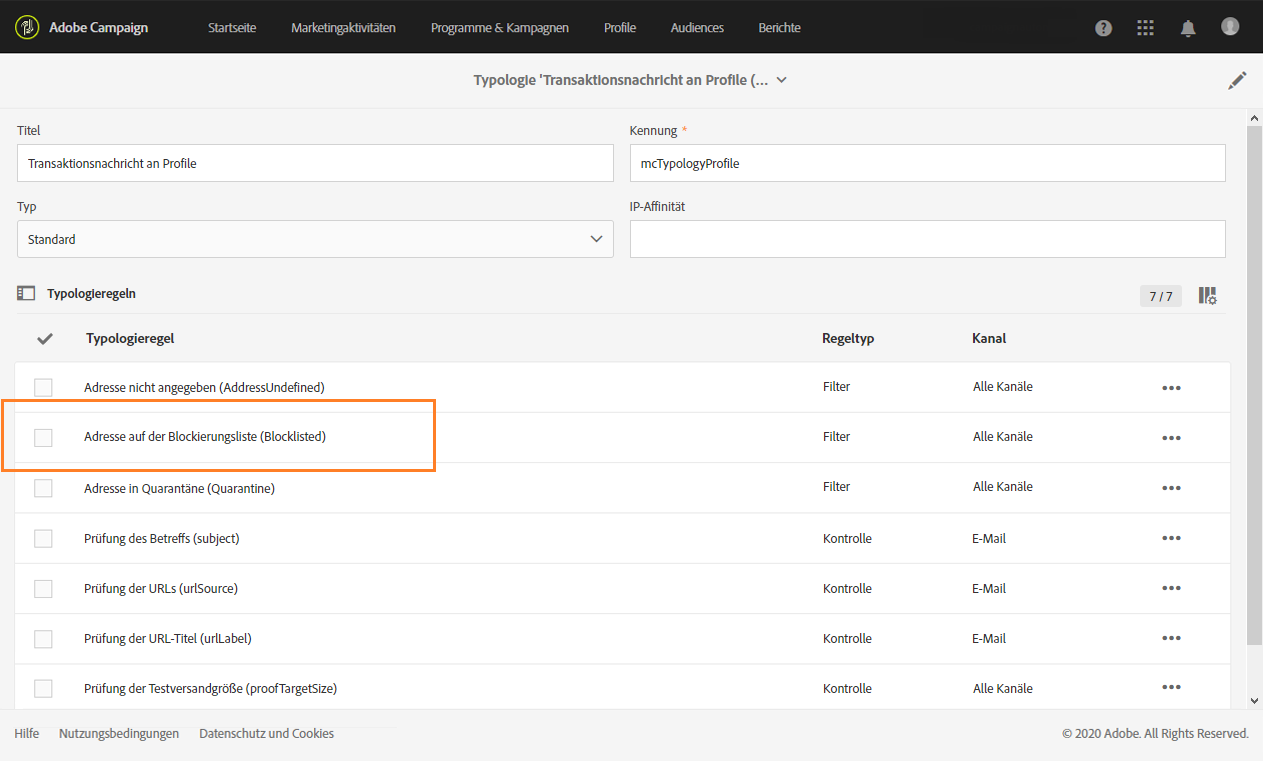 Adobe Campaign Startseite Marketingaktivitäten Programme & Kampagnen Profile Audiences Berichte
Typologie 'Transaktionsnachricht an Profile (...
Titel Kennung *
Transaktionsnachricht an Profile mcTypologyProfile
Typ IP-Affinität
Standard
Typologieregeln 7 / 7
Typologieregel Regeltyp Kanal
Adresse nicht angegeben (AddressUndefined) Filter Alle Kanäle
Adresse auf der Blockierungsliste (Blocklisted) Filter Alle Kanäle
Adresse in Quarantäne (Quarantine) Filter Alle Kanäle
Prüfung des Betreffs (subject) Kontrolle E-Mail
Prüfung der URLs (urlSource) Kontrolle E-Mail
Prüfung der URL-Titel (urlLabel) Kontrolle E-Mail
Prüfung der Testversandgröße (proofTargetSize) Kontrolle Alle Kanäle
Hilfe Nutzungsbedingungen Datenschutz und Cookies © 2020 Adobe. All Rights Reserved.